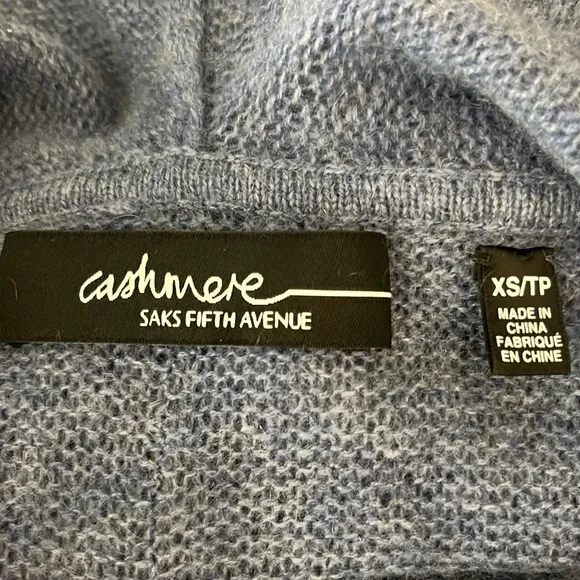 cashmere
SAKS FIFTH AVENUE
XS/TP
MADE IN
CHINA
FABRIQUÉ
EN CHINE